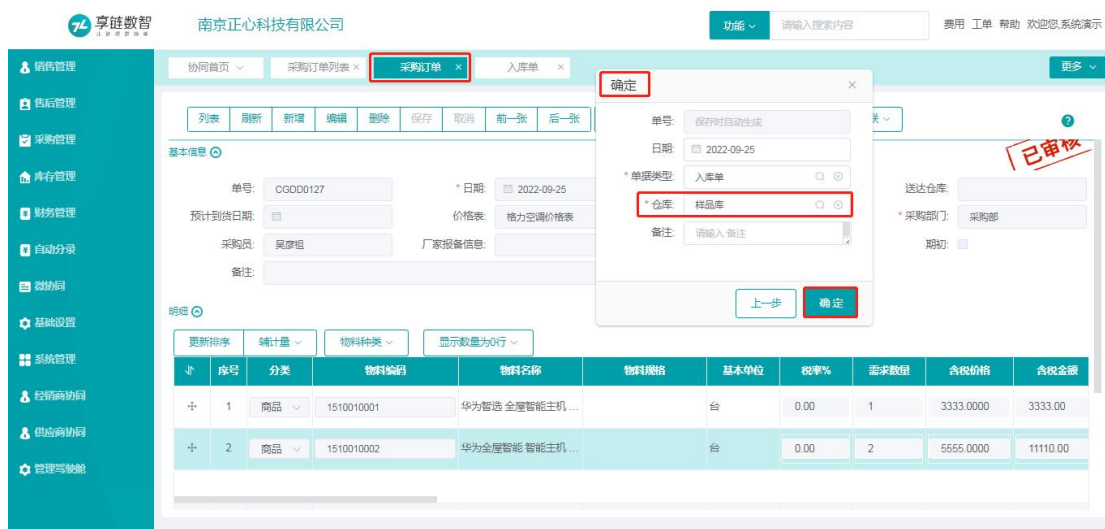 享链数智
让管理更简单
南京正心科技有限公司
功能
请输入搜索内容
费用 工单 帮助 欢迎您,系统演示
销售管理
售后管理
采购管理
库存管理
财务管理
自动分录
微协同
基础设置
系统管理
经销商协同
供应商协同
管理驾驶舱
协同首页
采购订单列表 ×
采购订单 ×
入库单 ×
更多
列表 刷新 新增 编辑 删除 保存 取消 前一张 后一张
基本信息
已审核
单号: CGDD0127
* 日期: 2022-09-25
送达仓库:
预计到货日期:
价格表: 格力空调价格表
* 采购部门: 采购部
采购员: 吴彦祖
厂家报备信息:
期初:
备注:
确定 ×
单号: 保存时自动生成
日期: 2022-09-25
* 单据类型: 入库单
* 仓库: 样品库
备注: 请输入 备注
上一步 确定
明细
更新排序 辅计量 物料种类 显示数量为0行
序号 分类 物料编码 物料名称 物料规格 基本单位 税率% 需求数量 含税价格 含税金额
1 商品 1510010001 华为智选 全屋智能主机 ... 台 0.00 1 3333.0000 3333.00
2 商品 1510010002 华为全屋智能 智能主机 ... 台 0.00 2 5555.0000 11110.00